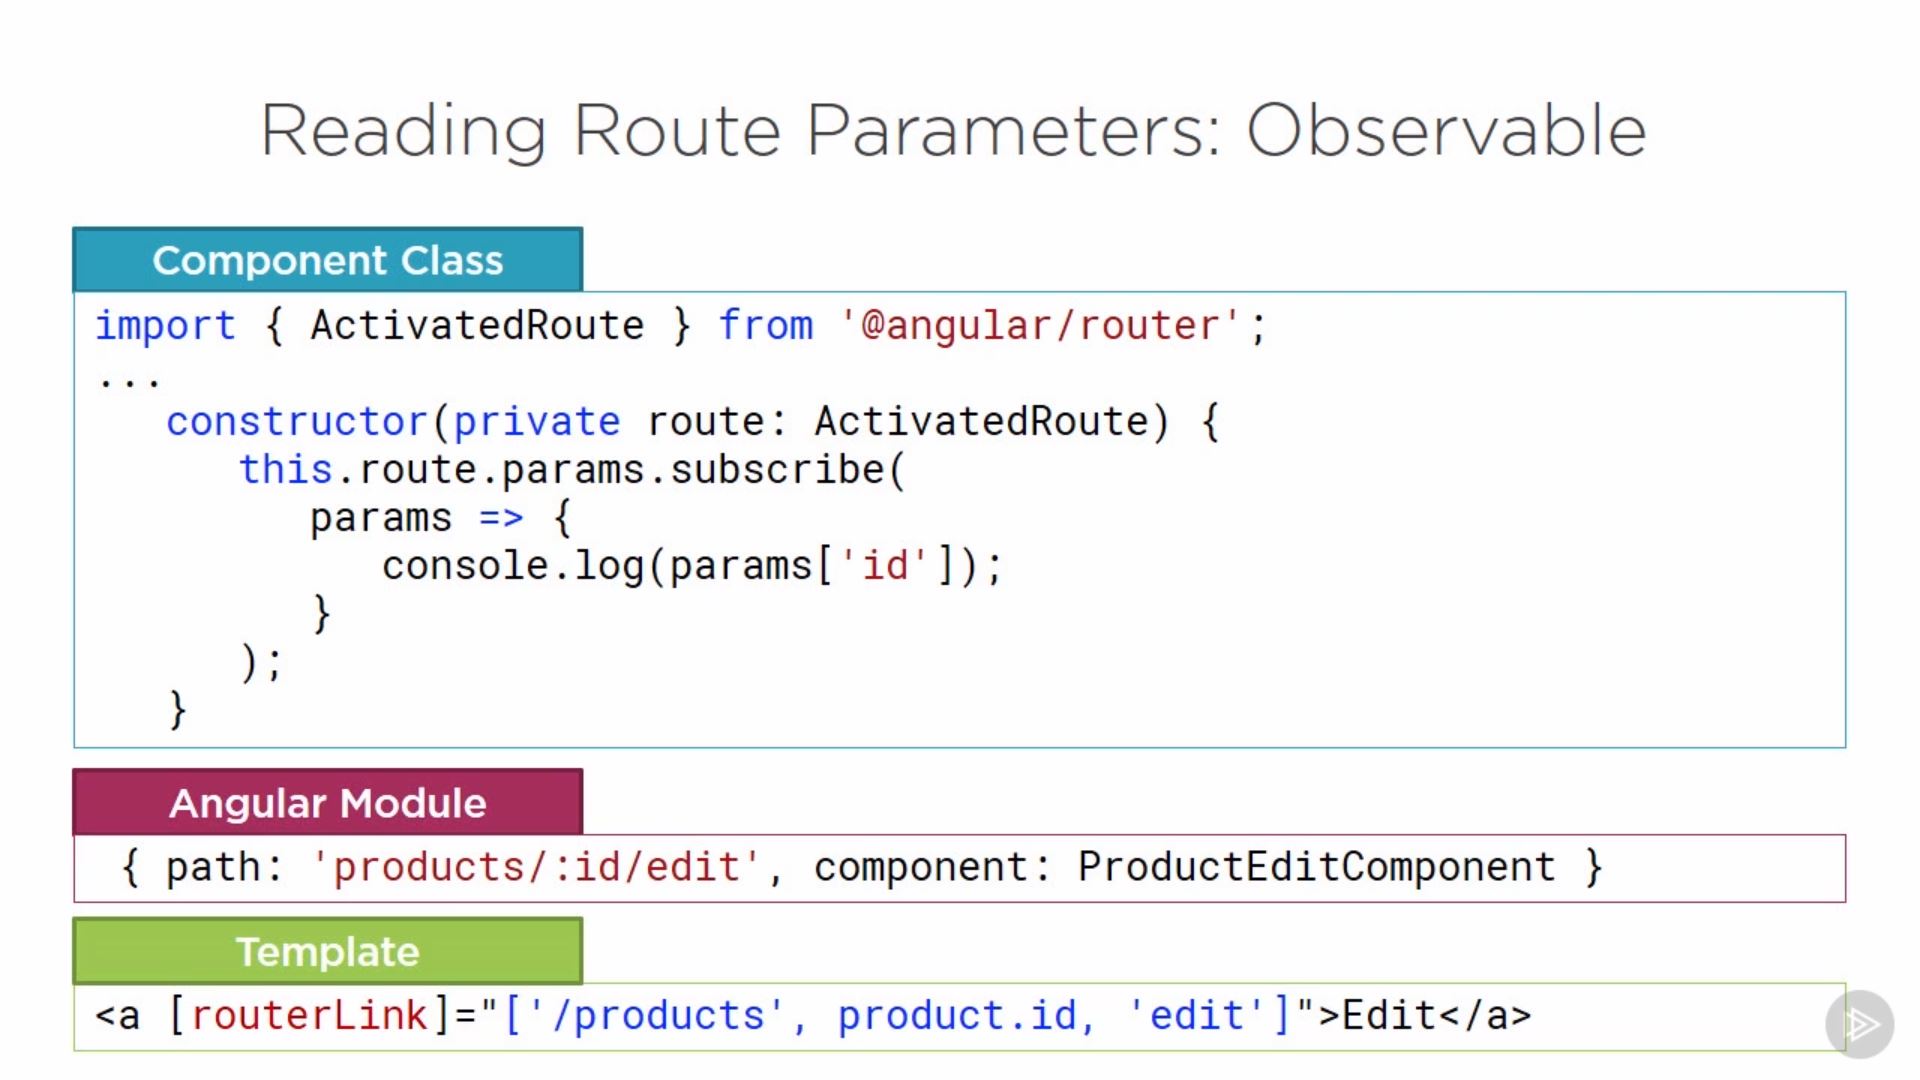 Reading Route Parameters: Observable
Component Class
import { ActivatedRoute } from '@angular/router';
...
constructor(private route: ActivatedRoute) {
this.route.params.subscribe(
params => {
console.log(params['id']);
}
);
}
Angular Module
{ path: 'products/:id/edit', component: ProductEditComponent }
Template
<a [routerLink]="['/products', product.id, 'edit']">Edit</a>